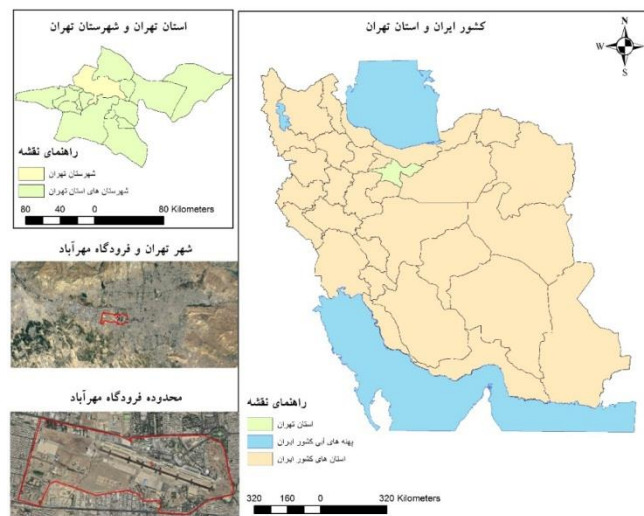 استان تهران و شهرستان تهران
راهنمای نقشه
شهرستان تهران
شهرستان های استان تهران
80 40 0 80 Kilometers
شهر تهران و فرودگاه مهرآباد
محدوده فرودگاه مهرآباد
کشور ایران و استان تهران
N
W E
S
راهنمای نقشه
استان تهران
پهنه های آبی کشور ایران
استان های کشور ایران
320 160 0 320 Kilometers